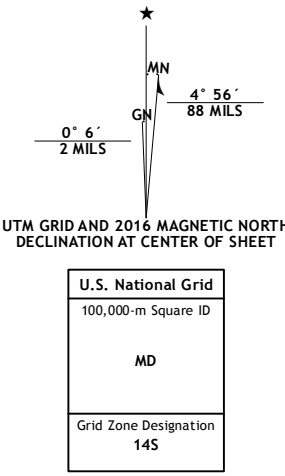 MN
4° 56´
88 MILS
GN
0° 6´
2 MILS
UTM GRID AND 2016 MAGNETIC NORTH
DECLINATION AT CENTER OF SHEET
U.S. National Grid
100,000-m Square ID
MD
Grid Zone Designation
14S